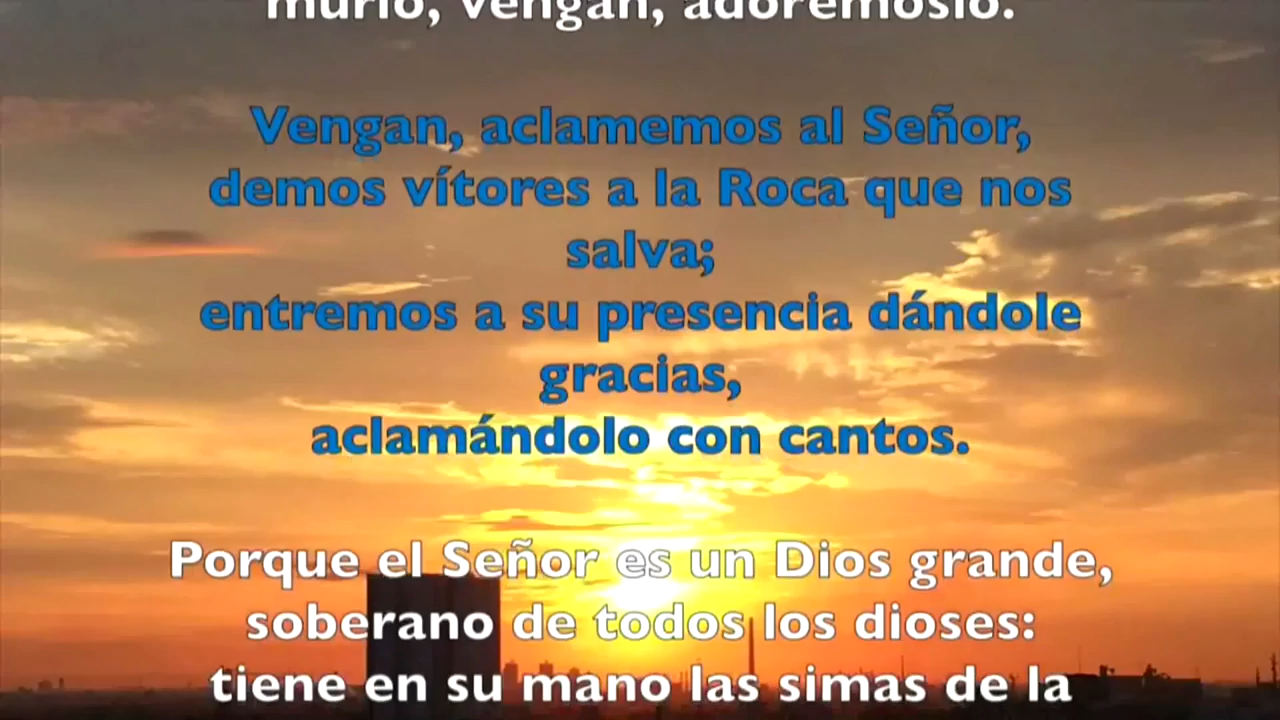 murió, vengan, adorémoslo.
Vengan, aclamemos al Señor,
demos vítores a la Roca que nos
salva;
entremos a su presencia dándole
gracias,
aclamándolo con cantos.
Porque el Señor es un Dios grande,
soberano de todos los dioses:
tiene en su mano las simas de la